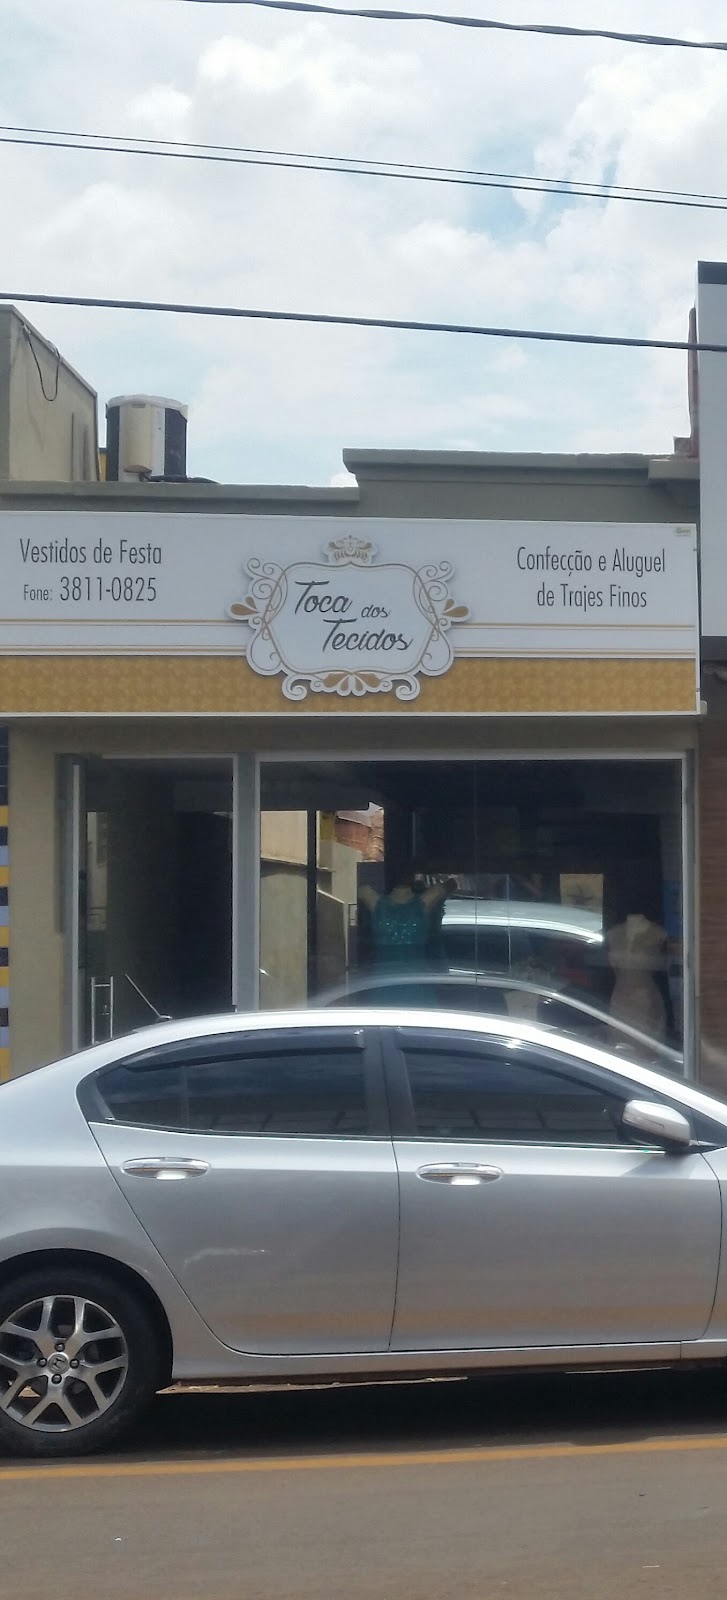 Vestidos de Festa
Fone: 3811-0825
Toca dos
Tecidos
Confecção e Aluguel
de Trajes Finos